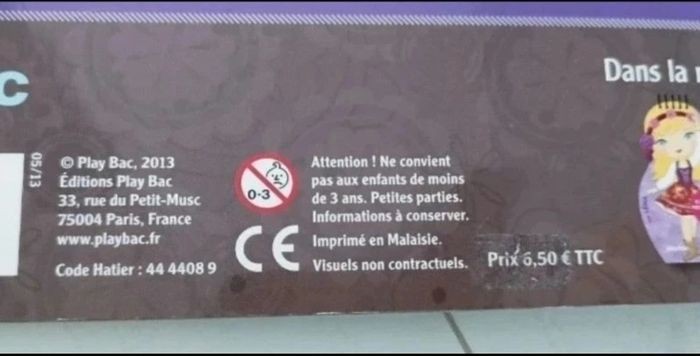 C
Dans la
05/13
© Play Bac, 2013
Éditions Play Bac
33, rue du Petit-Musc
75004 Paris, France
www.playbac.fr
Code Hatier : 44 4408 9
0-3
CE
Attention ! Ne convient
pas aux enfants de moins
de 3 ans. Petites parties.
Informations à conserver.
Imprimé en Malaisie.
Visuels non contractuels.
Prix 6,50 € TTC